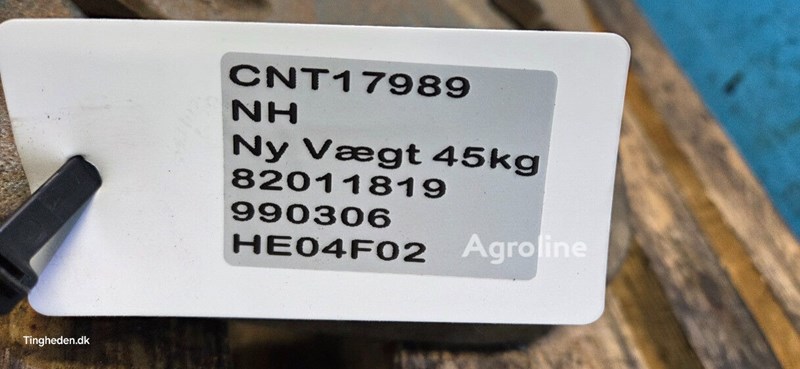 CNT17989
NH
Ny Vægt 45kg
82011819
990306
HE04F02
Agroline
Tingheden.dk